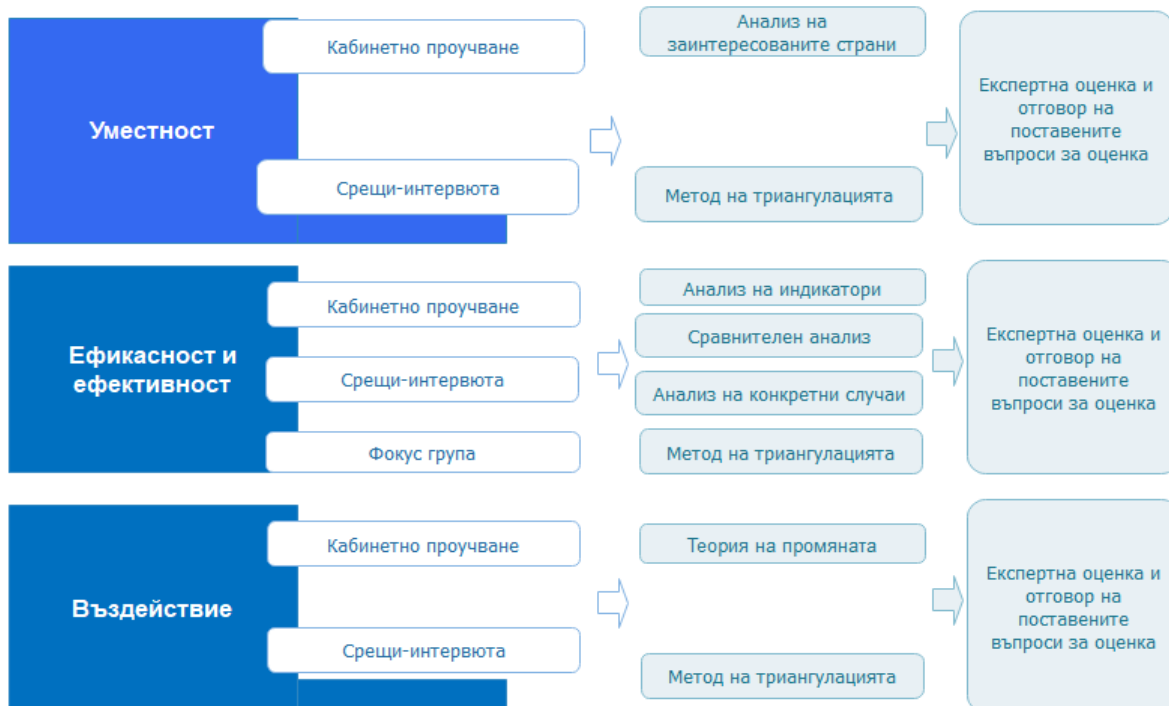 Уместност
Кабинетно проучване
Срещи-интервюта
Анализ на
заинтересованите страни
Метод на триангулацията
Експертна оценка и
отговор на
поставените
въпроси за оценка
Ефикасност и
ефективност
Кабинетно проучване
Срещи-интервюта
Фокус група
Анализ на индикатори
Сравнителен анализ
Анализ на конкретни случаи
Метод на триангулацията
Експертна оценка и
отговор на
поставените
въпроси за оценка
Въздействие
Кабинетно проучване
Срещи-интервюта
Теория на промяната
Метод на триангулацията
Експертна оценка и
отговор на
поставените
въпроси за оценка